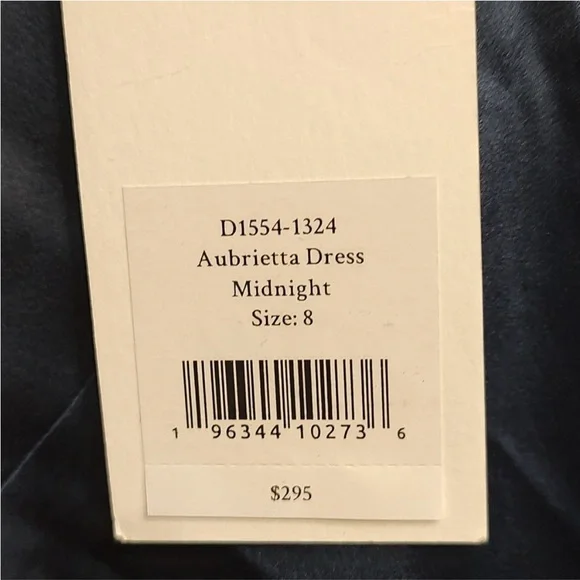 D1554-1324
Aubrietta Dress
Midnight
Size: 8
1 96344 10273 6
$295